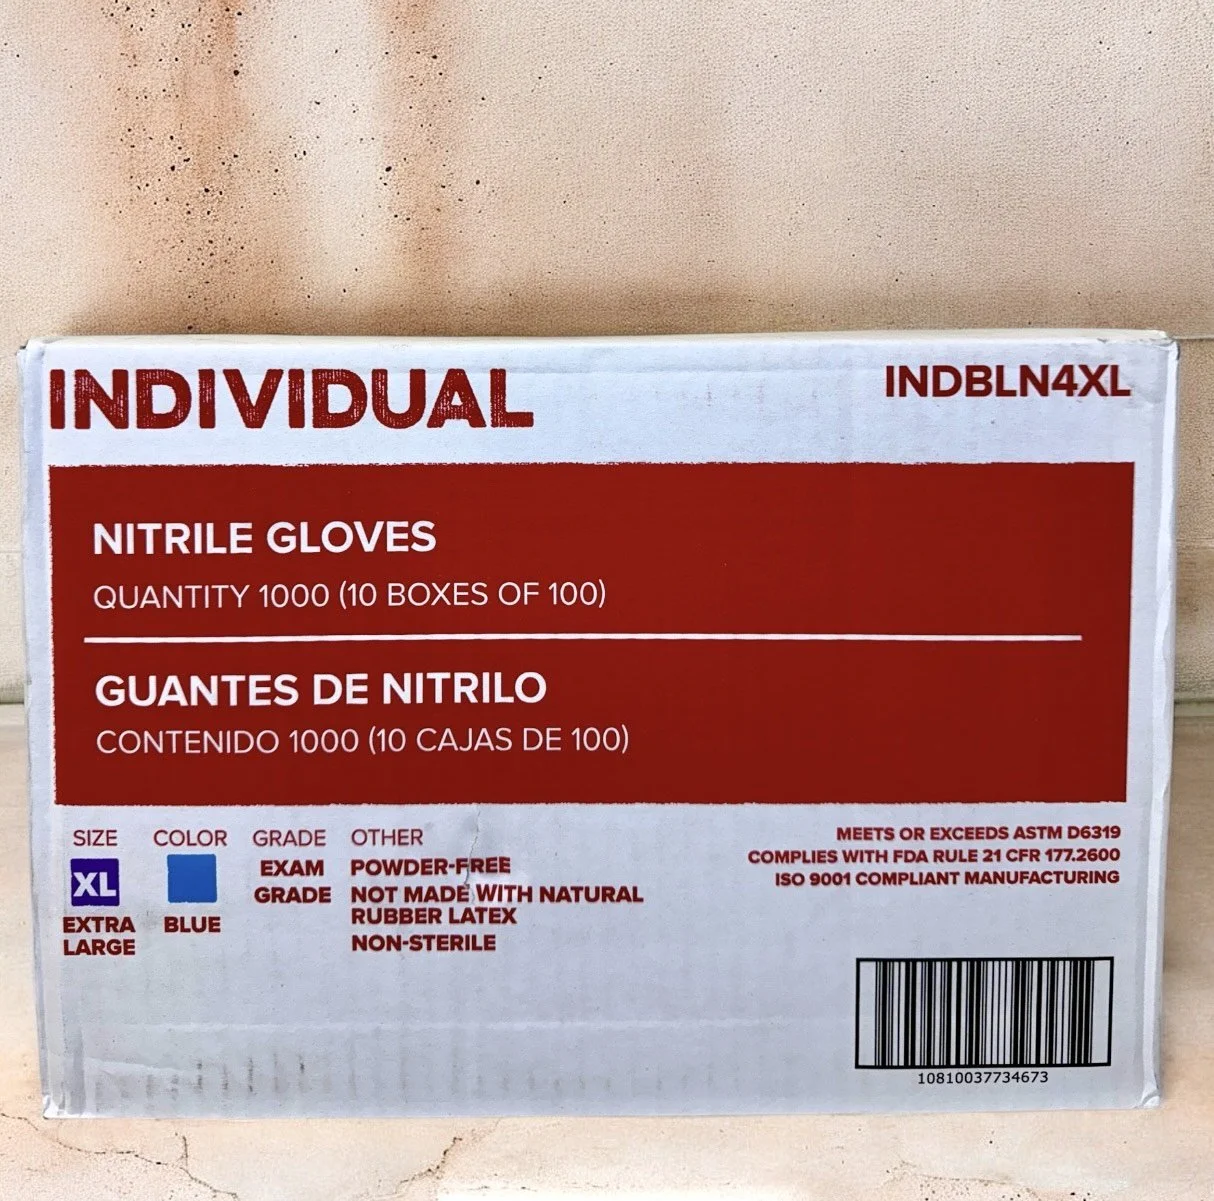 INDIVIDUAL
INDBLN4XL
NITRILE GLOVES
QUANTITY 1000 (10 BOXES OF 100)
GUANTES DE NITRILO
CONTENIDO 1000 (10 CAJAS DE 100)
SIZE
XL
EXTRA
LARGE
COLOR
BLUE
GRADE
EXAM
GRADE
OTHER
POWDER-FREE
NOT MADE WITH NATURAL
RUBBER LATEX
NON-STERILE
MEETS OR EXCEEDS ASTM D6319
COMPLIES WITH FDA RULE 21 CFR 177.2600
ISO 9001 COMPLIANT MANUFACTURING
10810037734673